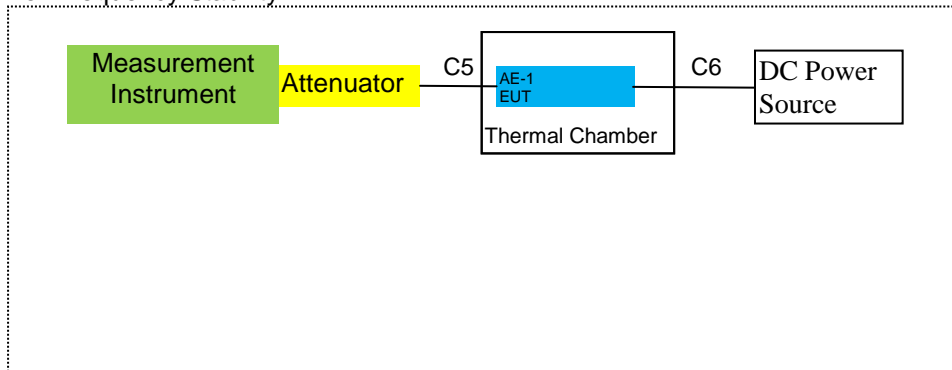 Measurement
Instrument
Attenuator
C5
AE-1
EUT
Thermal Chamber
C6
DC Power
Source